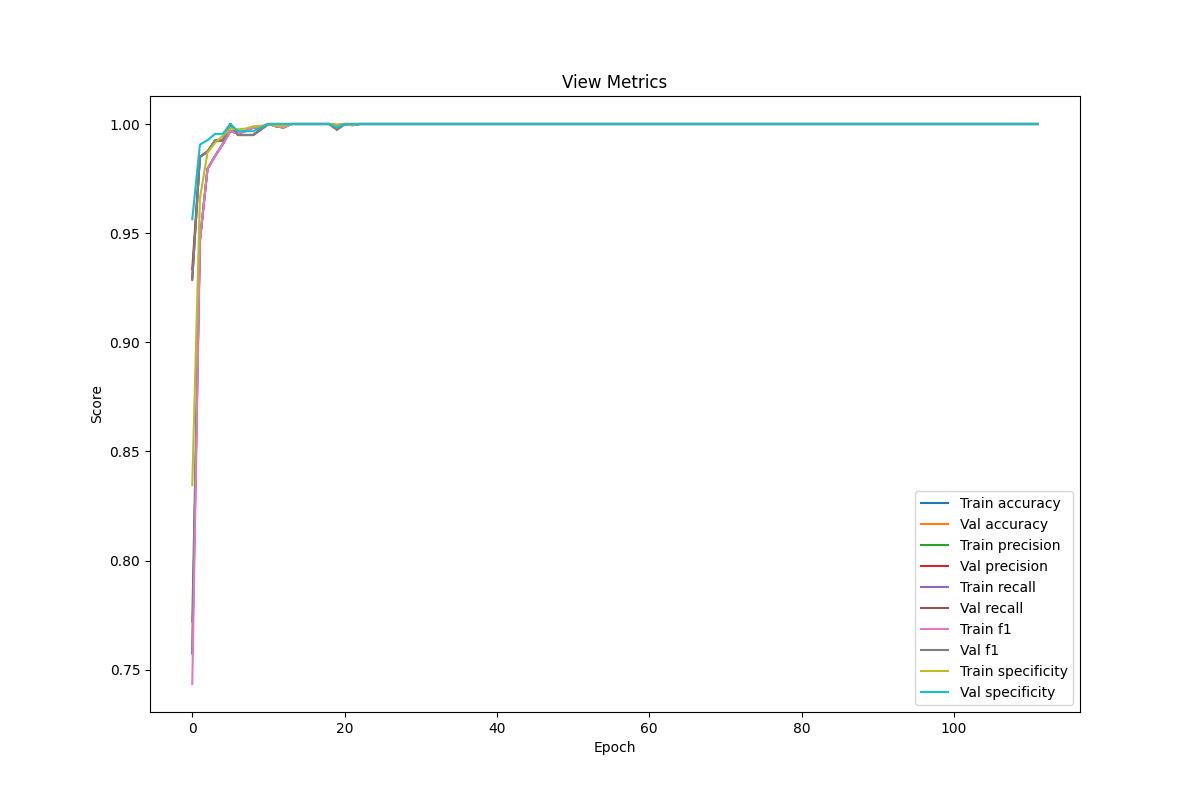 View Metrics
1.00
0.95
0.90
0.85
0.80
0.75
Score
0 20 40 60 80 100
Epoch
Train accuracy
Val accuracy
Train precision
Val precision
Train recall
Val recall
Train f1
Val f1
Train specificity
Val specificity